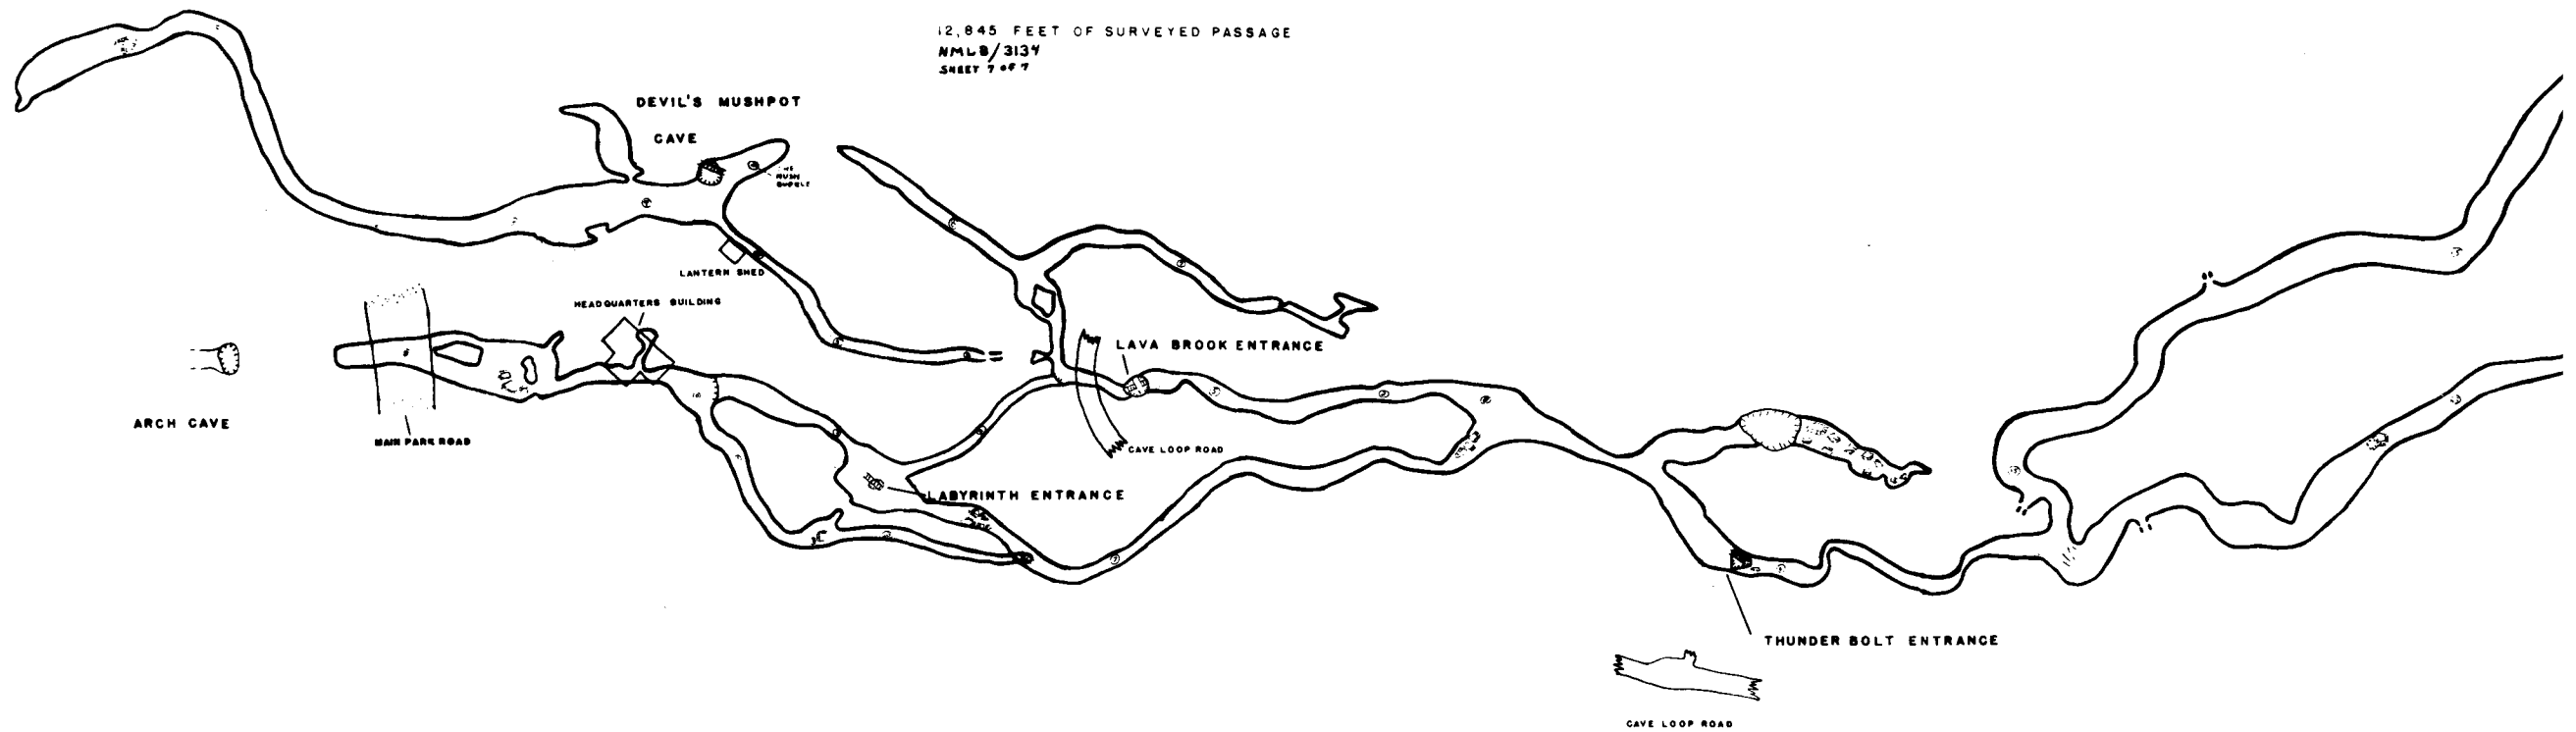 12,845 FEET OF SURVEYED PASSAGE
NMLB/3134
SHEET 7 OF 7
DEVIL'S MUSHPOT
CAVE
MUSH
LANTERN SHED
HEADQUARTERS BUILDING
LAVA BROOK ENTRANCE
ARCH CAVE
MAIN PARK ROAD
CAVE LOOP ROAD
LABYRINTH ENTRANCE
THUNDER BOLT ENTRANCE
CAVE LOOP ROAD